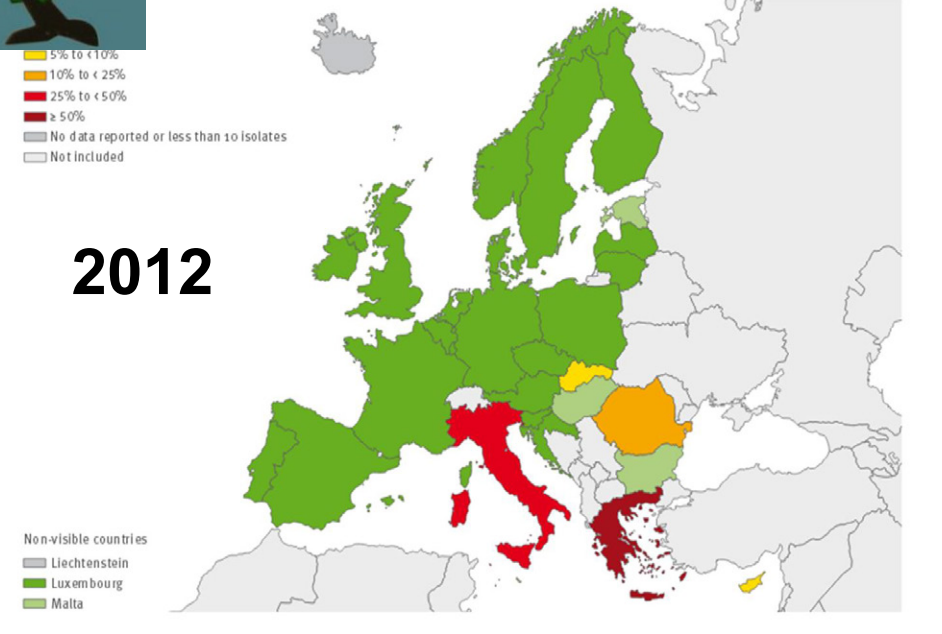 5% to <10%
10% to < 25%
25% to < 50%
≥ 50%
No data reported or less than 10 isolates
Not included
2012
Non-visible countries
Liechtenstein
Luxembourg
Malta